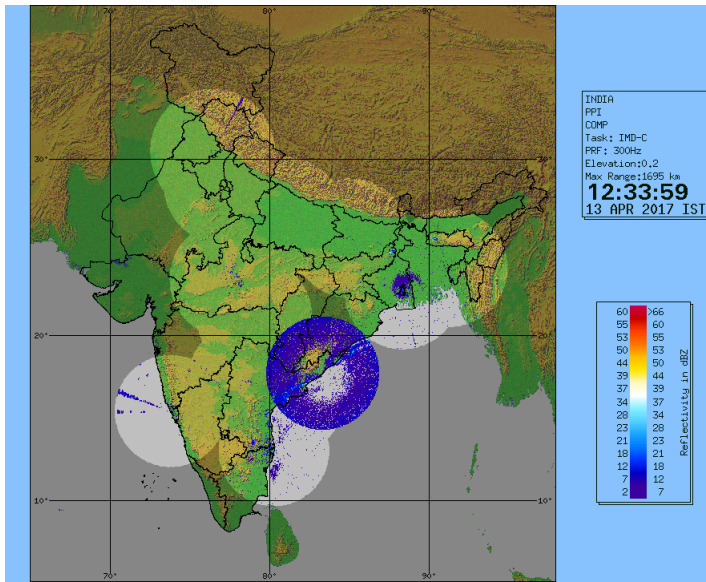 70° 80° 90°
INDIA
PPI
COMP
Task: IMD-C
PRF: 300Hz
Elevation:0.2
Max Range:1695 km
12:33:59
13 APR 2017 IST
30° 30°
20° 20°
10° 10°
70° 80° 90°
60 >66
55 60
53 55
50 53
44 50
39 44
37 39
34 37
28 34
23 28
21 23
18 21
12 18
7 12
2 7
Reflectivity in dBZ